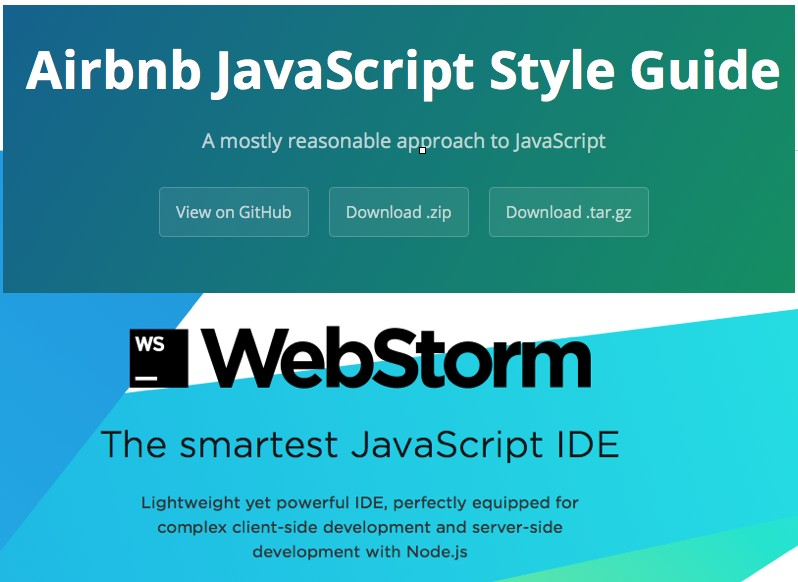 Airbnb JavaScript Style Guide
A mostly reasonable approach to JavaScript
View on GitHub Download .zip Download .tar.gz
WS WebStorm
The smartest JavaScript IDE
Lightweight yet powerful IDE, perfectly equipped for
complex client-side development and server-side
development with Node.js